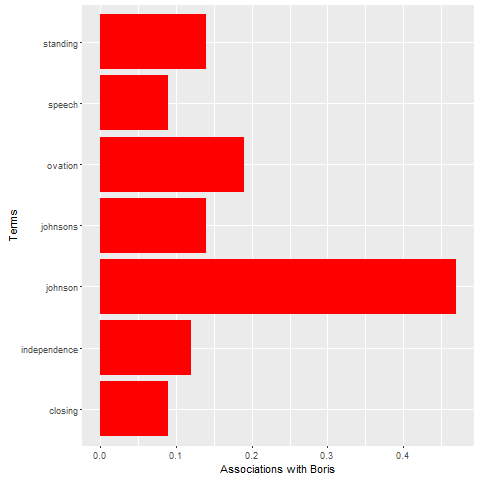 standing
speech
ovation
johnsons
johnson
independence
closing
Terms
0.0 0.1 0.2 0.3 0.4
Associations with Boris